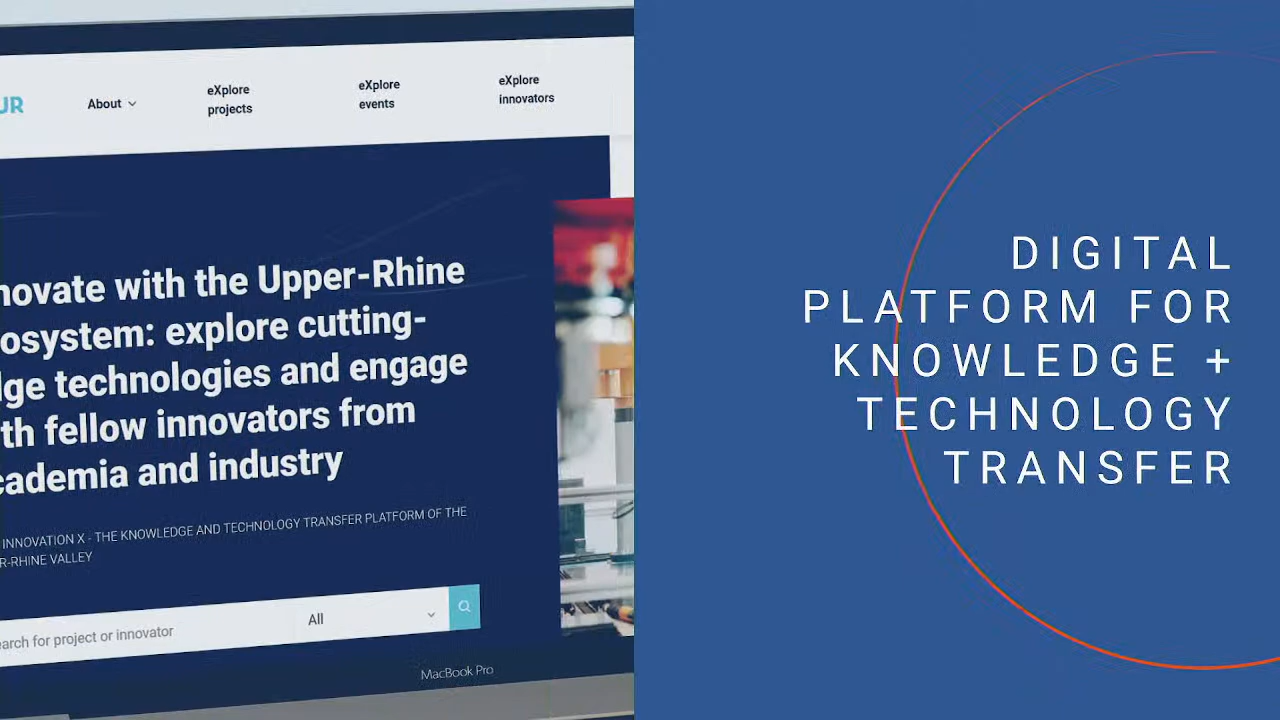 UR
About
eXplore
projects
eXplore
events
eXplore
innovators
novate with the Upper-Rhine
osystem: explore cutting-
dge technologies and engage
th fellow innovators from
cademia and industry
INNOVATION X - THE KNOWLEDGE AND TECHNOLOGY TRANSFER PLATFORM OF THE
R-RHINE VALLEY
earch for project or innovator
All
MacBook Pro
DIGITAL
PLATFORM FOR
KNOWLEDGE +
TECHNOLOGY
TRANSFER